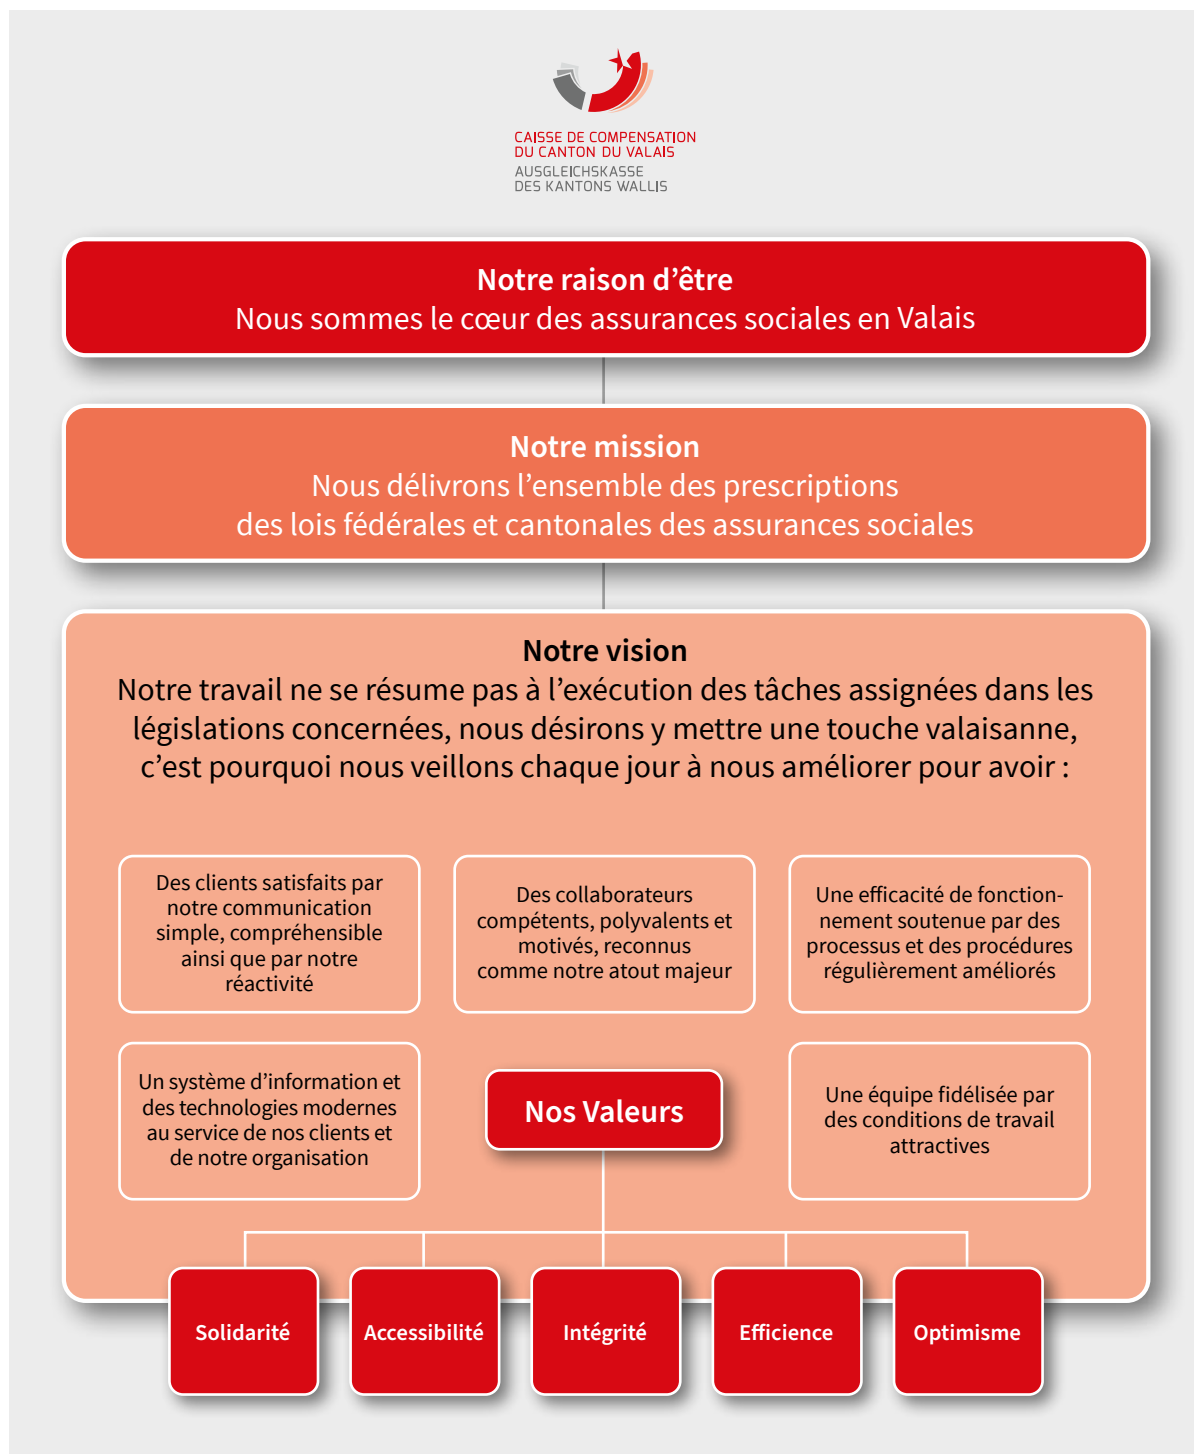 CAISSE DE COMPENSATION
DU CANTON DU VALAIS
AUSGLEICHSKASSE
DES KANTONS WALLIS
Notre raison d’être
Nous sommes le cœur des assurances sociales en Valais
Notre mission
Nous délivrons l’ensemble des prescriptions
des lois fédérales et cantonales des assurances sociales
Notre vision
Notre travail ne se résume pas à l’exécution des tâches assignées dans les
législations concernées, nous désirons y mettre une touche valaisanne,
c’est pourquoi nous veillons chaque jour à nous améliorer pour avoir :
Des clients satisfaits par
notre communication
simple, compréhensible
ainsi que par notre
réactivité
Des collaborateurs
compétents, polyvalents et
motivés, reconnus
comme notre atout majeur
Une efficacité de fonction-
nement soutenue par des
processus et des procédures
régulièrement améliorés
Un système d’information et
des technologies modernes
au service de nos clients et
de notre organisation
Nos Valeurs
Une équipe fidélisée par
des conditions de travail
attractives
Solidarité
Accessibilité
Intégrité
Efficience
Optimisme